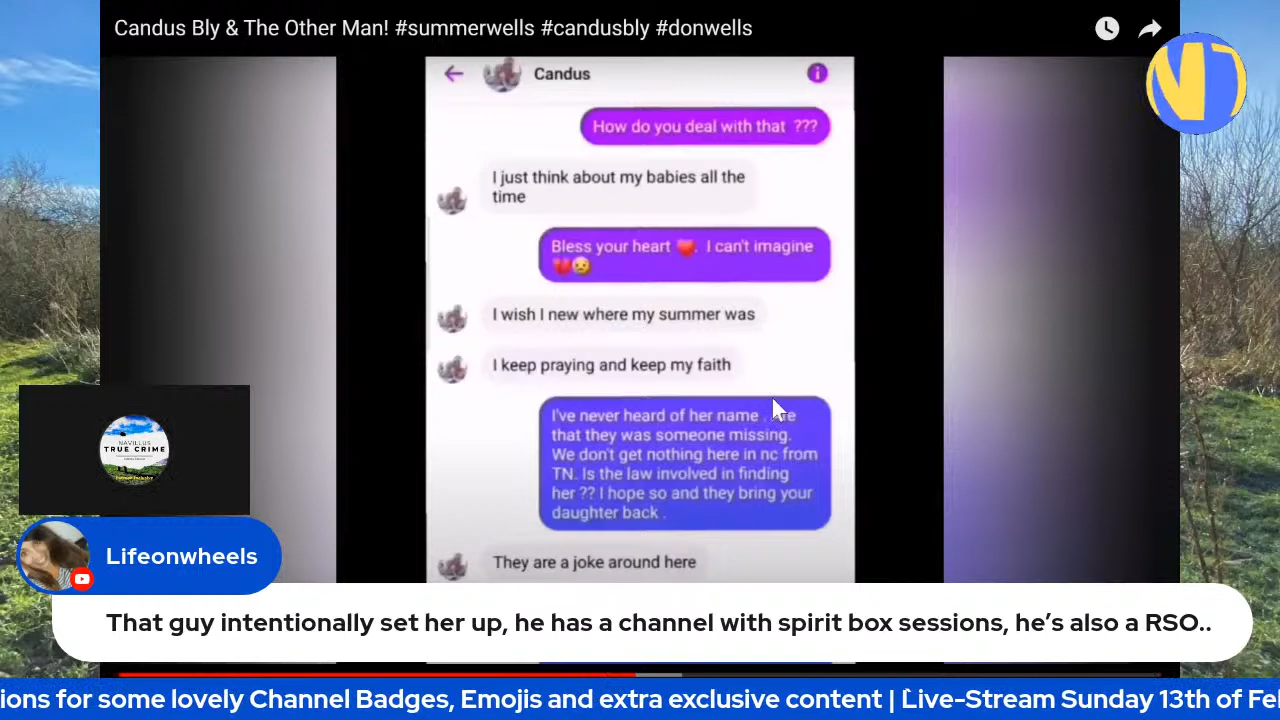 Candus Bly & The Other Man! #summerwells #candusbly #donwells
Candus
How do you deal with that ???
I just think about my babies all the
time
Bless your heart ❤️. I can't imagine
💔😥
I wish I new where my summer was
I keep praying and keep my faith
I've never heard of her name .
that they was someone missing.
We don't get nothing here in nc from
TN. Is the law involved in finding
her ?? I hope so and they bring your
daughter back .
They are a joke around here
NAVILLUS
TRUE CRIME
Lifeonwheels
That guy intentionally set her up, he has a channel with spirit box sessions, he's also a RSO..
ions for some lovely Channel Badges, Emojis and extra exclusive content | Live-Stream Sunday 13th of Fe